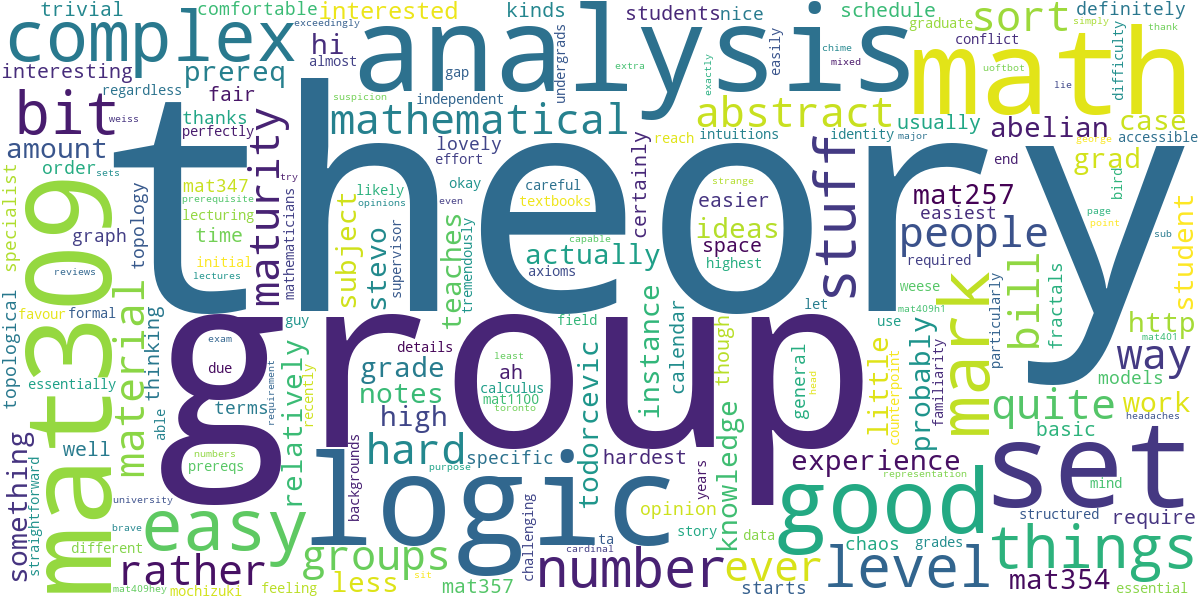 theory
group
analysis
math
complex
logic
set
mat309
good
bit
easy
things
stuff
mark
level
number
hard
quite
people
way
rather
groups
mathematical
abstract
maturity
material
something
sort
bill
grad
case
abelian
mat257
mat354
mat357
mat347
experience
work
http
student
probably
little
ever
ideas
easier
space
actually
subject
stevo
teaches
instance
though
knowledge
todorcevic
relatively
notes
grade
high
ah
less
time
amount
prereq
interesting
trivial
comfortable
interested
hi
kinds
students
nice
schedule
definitely
graduate
conflict
simply
thank
exceedingly
almost
gap
undergrads
easily
chime
mixed
extra
exactly
uoftbot
lie
difficulty
accessible
regardless
fair
suspicion
independent
weiss
thanks
perfectly
lovely
effort
certainly
reach
intuitions
usually
identity
major
george
end
order
sets
specialist
topology
prerequisite
lecturing
mathematicians
try
likely
opinions
okay
supervisor
careful
textbooks
even
tremendously
strange
capable
axioms
highest
easiest
required
weese
particularly
bird
page
point
sub
graph
reviews
initial
lectures
topological
favour
formal
thinking
guy
field
let
use
calendar
familiarity
fractals
mat401
mat409h1
essentially
exam
due
terms
able
details
requirement
recently
least
calculus
mat1100
toronto
general
counterpoint
head
models
basic
well
numbers
prereqs
specific
purpose
hardest
years
require
headaches
mind
structured
representation
straightforward
university
brave
different
backgrounds
challenging
ta
cardinal
opinion
story
data
chaos
grades
starts
essential
mat409hey
mochizuki
feeling
sit